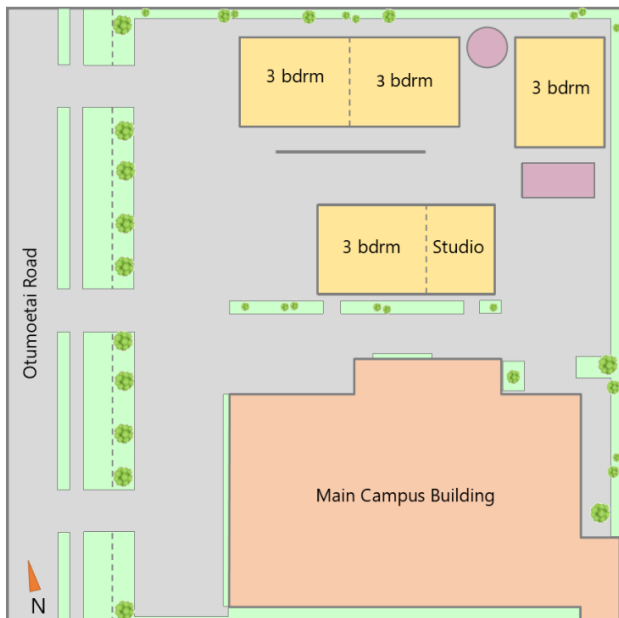 3 bdrm
3 bdrm
3 bdrm
3 bdrm
Studio
Otumoetai Road
Main Campus Building
N